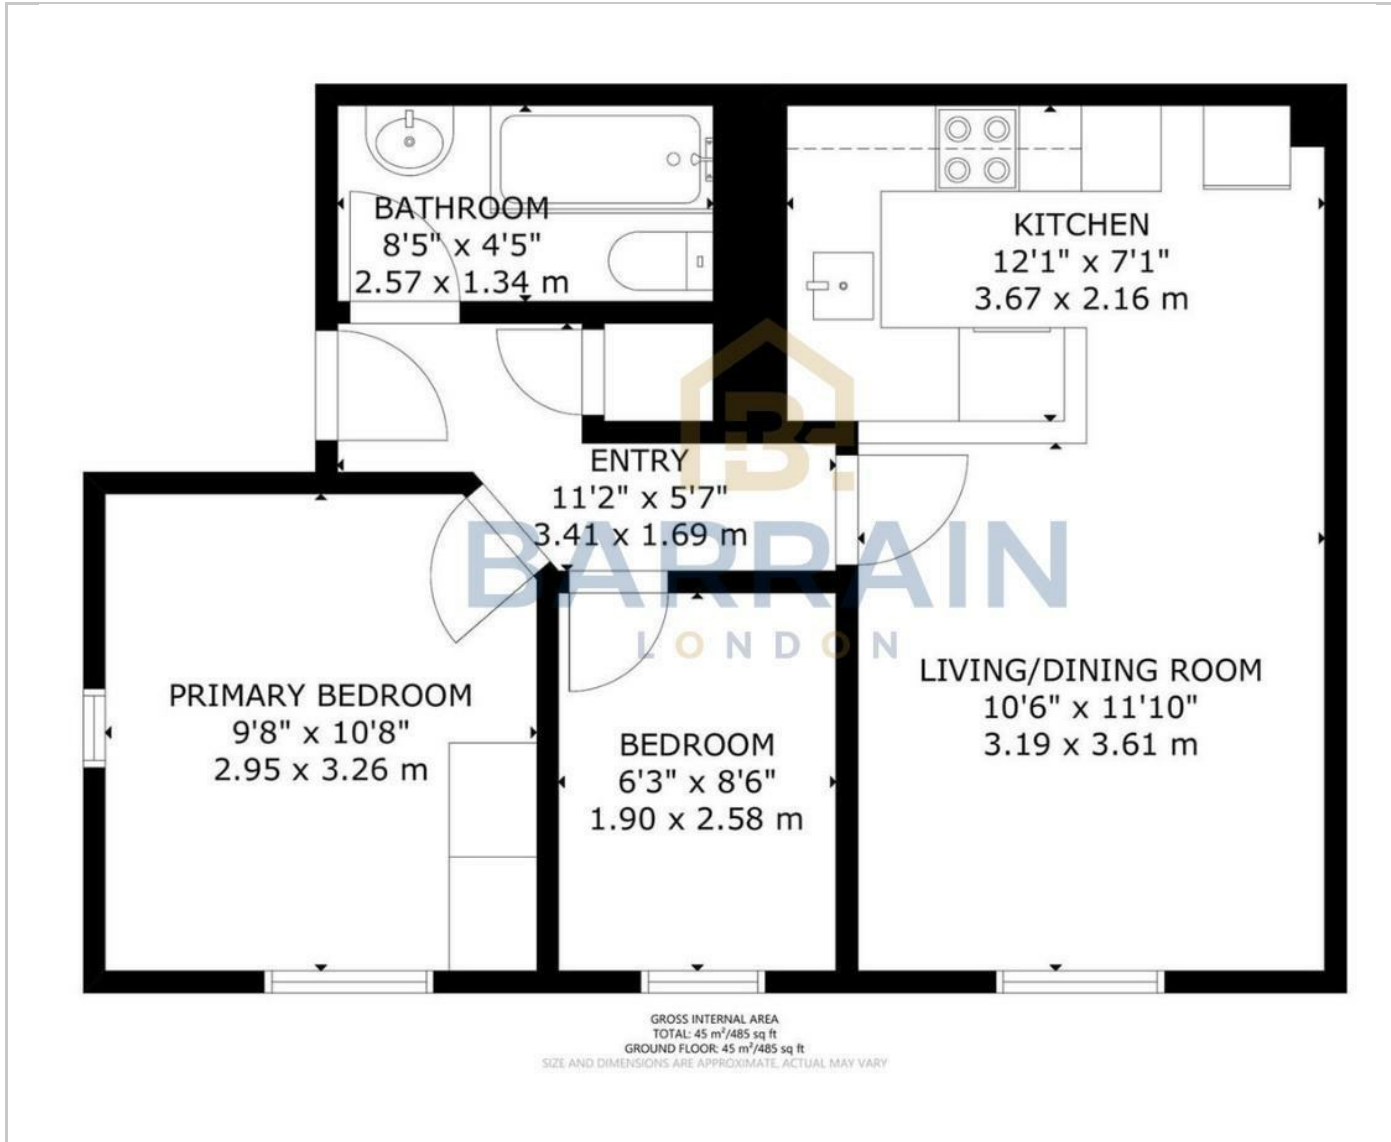 BATHROOM
8'5" x 4'5"
2.57 x 1.34 m
KITCHEN
12'1" x 7'1"
3.67 x 2.16 m
ENTRY
11'2" x 5'7"
3.41 x 1.69 m
B
BARRAIN
LONDON
PRIMARY BEDROOM
9'8" x 10'8"
2.95 x 3.26 m
BEDROOM
6'3" x 8'6"
1.90 x 2.58 m
LIVING/DINING ROOM
10'6" x 11'10"
3.19 x 3.61 m
GROSS INTERNAL AREA
TOTAL: 45 m²/485 sq ft
GROUND FLOOR: 45 m²/485 sq ft
SIZE AND DIMENSIONS ARE APPROXIMATE, ACTUAL MAY VARY